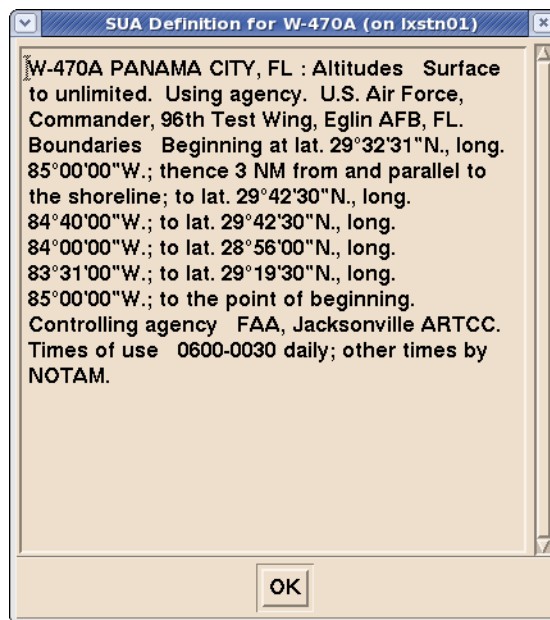 SUA Definition for W-470A (on lxstn01)
W-470A PANAMA CITY, FL : Altitudes   Surface
to unlimited.  Using agency.  U.S. Air Force,
Commander, 96th Test Wing, Eglin AFB, FL.
Boundaries   Beginning at lat. 29°32'31"N., long.
85°00'00"W.; thence 3 NM from and parallel to
the shoreline; to lat. 29°42'30"N., long.
84°40'00"W.; to lat. 29°42'30"N., long.
84°00'00"W.; to lat. 28°56'00"N., long.
83°31'00"W.; to lat. 29°19'30"N., long.
85°00'00"W.; to the point of beginning.
Controlling agency   FAA, Jacksonville ARTCC.
Times of use   0600-0030 daily; other times by
NOTAM.
OK